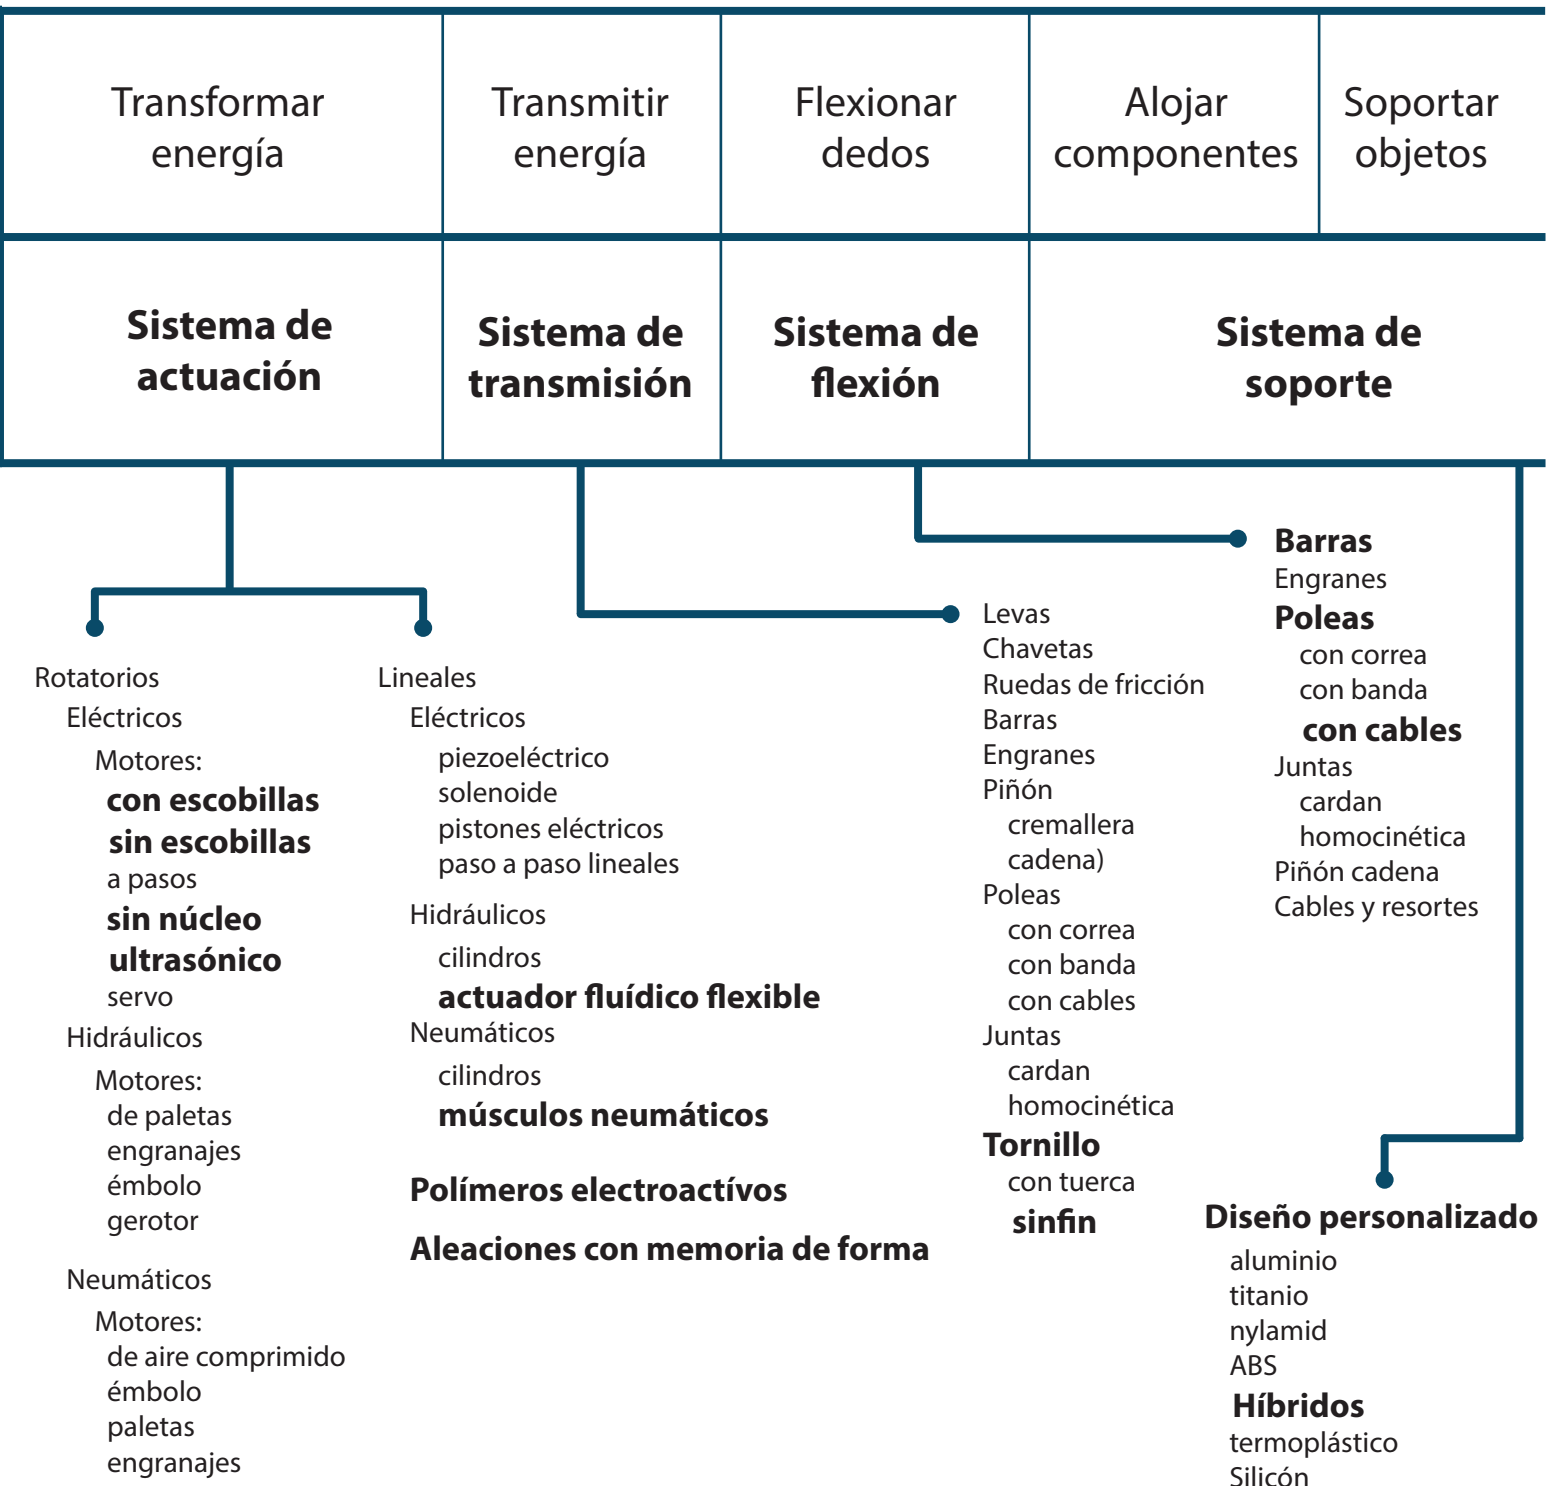 Transformar
energía
Transmitir
energía
Flexionar
dedos
Alojar
componentes
Soportar
objetos
Sistema de
actuación
Sistema de
transmisión
Sistema de
flexión
Sistema de
soporte
Rotatorios
Eléctricos
Motores:
con escobillas
sin escobillas
a pasos
sin núcleo
ultrasónico
servo
Hidráulicos
Motores:
de paletas
engranajes
émbolo
gerotor
Neumáticos
Motores:
de aire comprimido
émbolo
paletas
engranajes
Lineales
Eléctricos
piezoeléctrico
solenoide
pistones eléctricos
paso a paso lineales
Hidráulicos
cilindros
actuador fluídico flexible
Neumáticos
cilindros
músculos neumáticos
Polímeros electroactívos
Aleaciones con memoria de forma
Levas
Chavetas
Ruedas de fricción
Barras
Engranes
Piñón
cremallera
cadena)
Poleas
con correa
con banda
con cables
Juntas
cardan
homocinética
Tornillo
con tuerca
sinfin
Barras
Engranes
Poleas
con correa
con banda
con cables
Juntas
cardan
homocinética
Piñón cadena
Cables y resortes
Diseño personalizado
aluminio
titanio
nylamid
ABS
Híbridos
termoplástico
Silicón